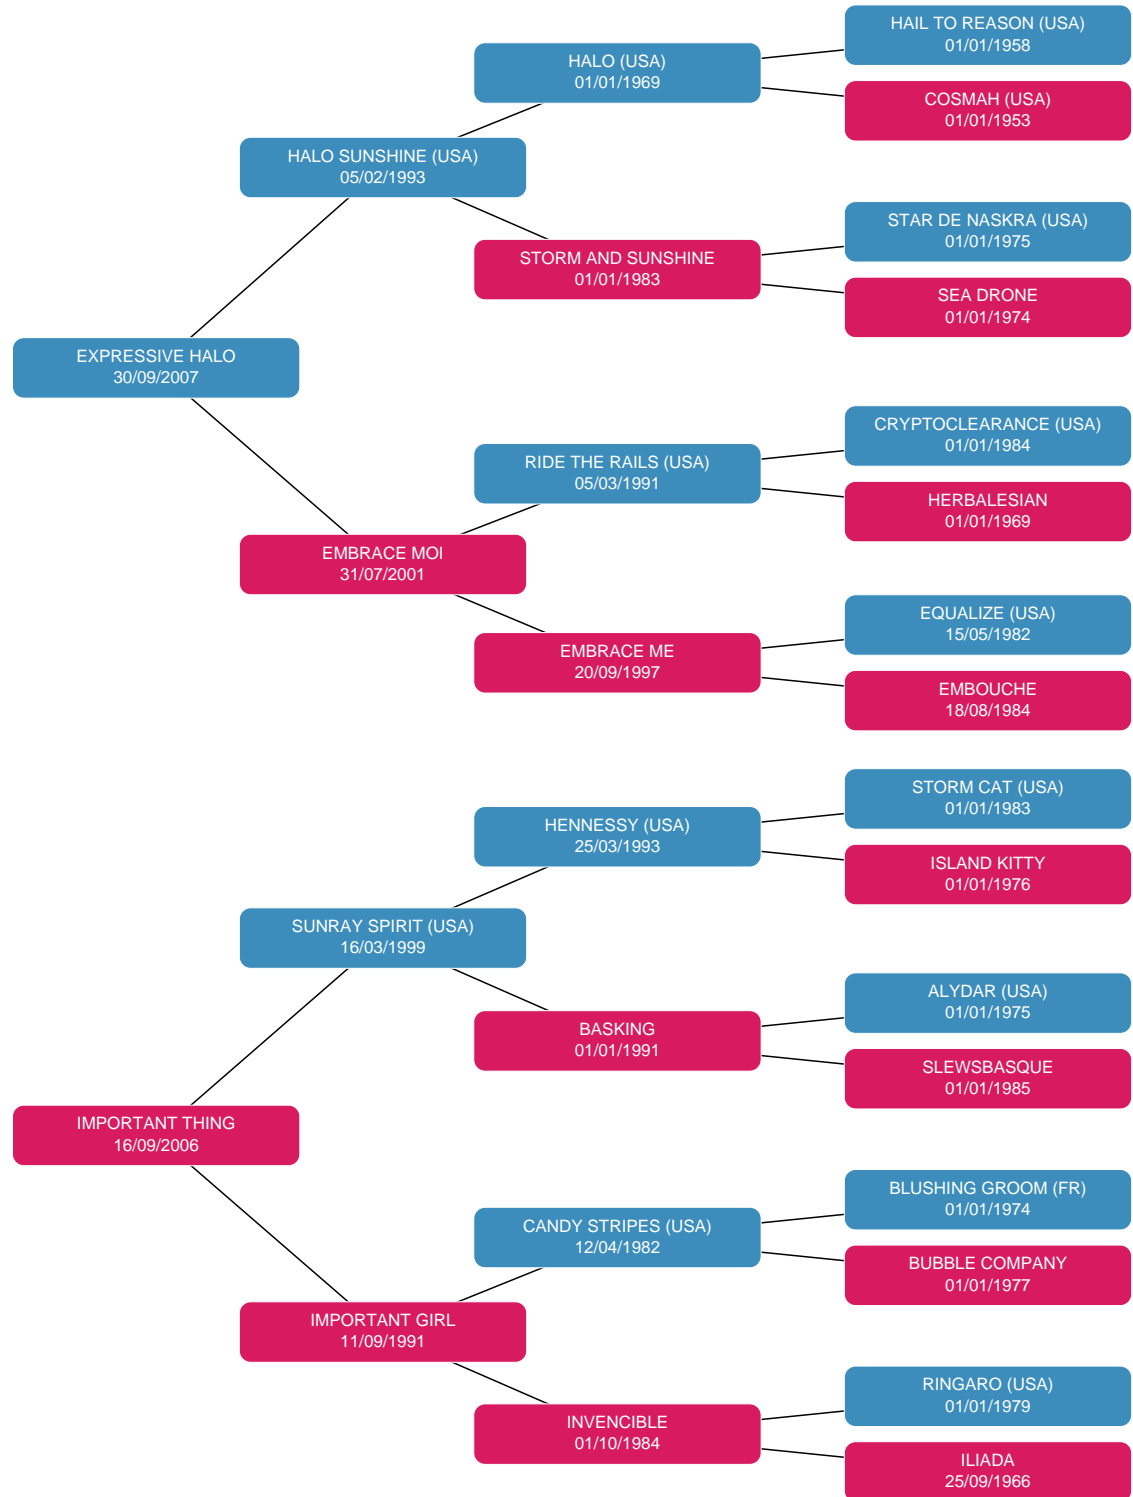 HAIL TO REASON (USA)
01/01/1958
HALO (USA)
01/01/1969
COSMAH (USA)
01/01/1953
HALO SUNSHINE (USA)
05/02/1993
STAR DE NASKRA (USA)
01/01/1975
STORM AND SUNSHINE
01/01/1983
SEA DRONE
01/01/1974
EXPRESSIVE HALO
30/09/2007
CRYPTOCLEARANCE (USA)
01/01/1984
RIDE THE RAILS (USA)
05/03/1991
HERBALESIAN
01/01/1969
EMBRACE MOI
31/07/2001
EQUALIZE (USA)
15/05/1982
EMBRACE ME
20/09/1997
EMBOUCHE
18/08/1984
STORM CAT (USA)
01/01/1983
HENNESSY (USA)
25/03/1993
ISLAND KITTY
01/01/1976
SUNRAY SPIRIT (USA)
16/03/1999
ALYDAR (USA)
01/01/1975
BASKING
01/01/1991
SLEWSBASQUE
01/01/1985
IMPORTANT THING
16/09/2006
BLUSHING GROOM (FR)
01/01/1974
CANDY STRIPES (USA)
12/04/1982
BUBBLE COMPANY
01/01/1977
IMPORTANT GIRL
11/09/1991
RINGARO (USA)
01/01/1979
INVENCIBLE
01/10/1984
ILIADA
25/09/1966